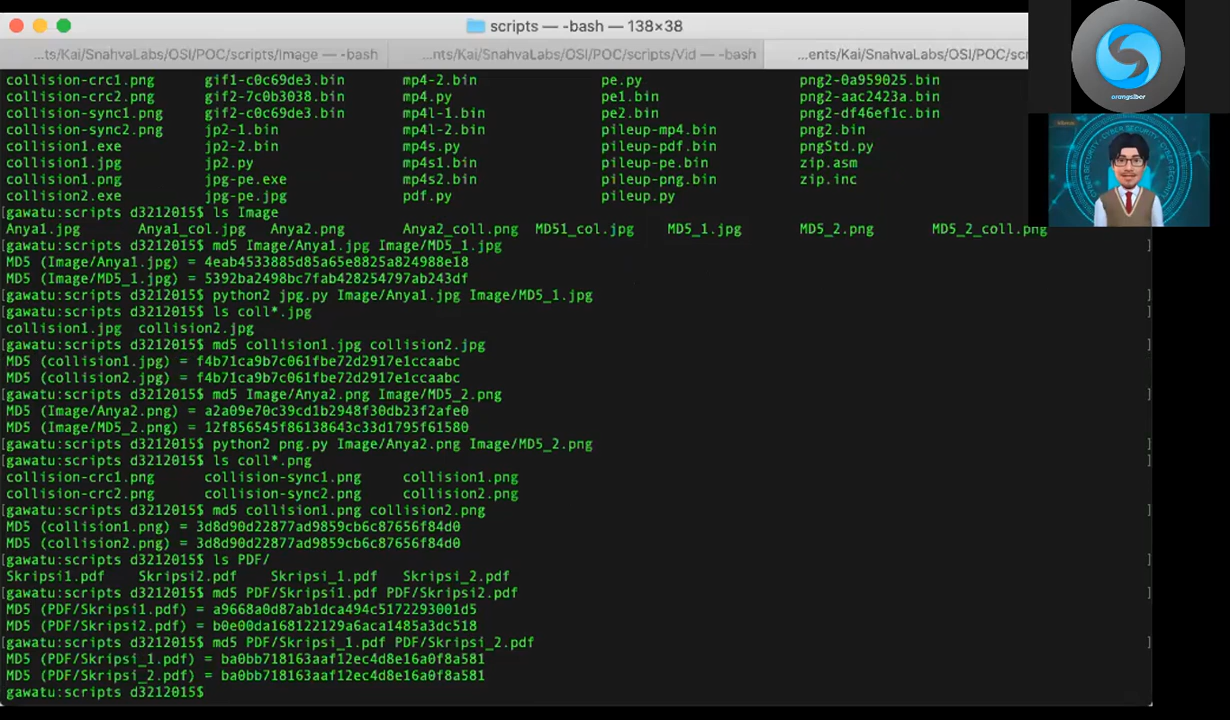 scripts — -bash — 138×38
...ts/Kai/SnahvaLabs/OSI/POC/scripts/Image — -bash ...nts/Kai/SnahvaLabs/OSI/POC/scripts/Vid — -bash ...ents/Kai/SnahvaLabs/OSI/POC/scr
orangsiber
CYBER SECURITY
collision-crc1.png gif1-c0c69de3.bin mp4-2.bin pe.py png2-0a959025.bin
collision-crc2.png gif2-7c0b3038.bin mp4.py pe1.bin png2-aac2423a.bin
collision-sync1.png gif2-c0c69de3.bin mp4l-1.bin pe2.bin png2-df46ef1c.bin
collision-sync2.png jp2-1.bin mp4l-2.bin pileup-mp4.bin png2.bin
collision1.exe jp2-2.bin mp4s.py pileup-pdf.bin pngStd.py
collision1.jpg jp2.py mp4s1.bin pileup-pe.bin zip.asm
collision1.png jpg-pe.exe mp4s2.bin pileup-png.bin zip.inc
collision2.exe jpg-pe.jpg pdf.py pileup.py
[gawatu:scripts d3212015$ ls Image
Anya1.jpg Anya1_col.jpg Anya2.png Anya2_coll.png MD51_col.jpg MD5_1.jpg MD5_2.png MD5_2_coll.png
[gawatu:scripts d3212015$ md5 Image/Anya1.jpg Image/MD5_1.jpg ]
MD5 (Image/Anya1.jpg) = 4eab4533885d85a65e8825a824988e18
MD5 (Image/MD5_1.jpg) = 5392ba2498bc7fab428254797ab243df
[gawatu:scripts d3212015$ python2 jpg.py Image/Anya1.jpg Image/MD5_1.jpg ]
[gawatu:scripts d3212015$ ls coll*.jpg ]
collision1.jpg collision2.jpg
[gawatu:scripts d3212015$ md5 collision1.jpg collision2.jpg ]
MD5 (collision1.jpg) = f4b71ca9b7c061fbe72d2917e1ccaabc
MD5 (collision2.jpg) = f4b71ca9b7c061fbe72d2917e1ccaabc
[gawatu:scripts d3212015$ md5 Image/Anya2.png Image/MD5_2.png ]
MD5 (Image/Anya2.png) = a2a09e70c39cd1b2948f30db23f2afe0
MD5 (Image/MD5_2.png) = 12f856545f86138643c33d1795f61580
[gawatu:scripts d3212015$ python2 png.py Image/Anya2.png Image/MD5_2.png ]
[gawatu:scripts d3212015$ ls coll*.png ]
collision-crc1.png collision-sync1.png collision1.png
collision-crc2.png collision-sync2.png collision2.png
[gawatu:scripts d3212015$ md5 collision1.png collision2.png ]
MD5 (collision1.png) = 3d8d90d22877ad9859cb6c87656f84d0
MD5 (collision2.png) = 3d8d90d22877ad9859cb6c87656f84d0
[gawatu:scripts d3212015$ ls PDF/ ]
Skripsi1.pdf Skripsi2.pdf Skripsi_1.pdf Skripsi_2.pdf
[gawatu:scripts d3212015$ md5 PDF/Skripsi1.pdf PDF/Skripsi2.pdf ]
MD5 (PDF/Skripsi1.pdf) = a9668a0d87ab1dca494c5172293001d5
MD5 (PDF/Skripsi2.pdf) = b0e00da168122129a6aca1485a3dc518
[gawatu:scripts d3212015$ md5 PDF/Skripsi_1.pdf PDF/Skripsi_2.pdf ]
MD5 (PDF/Skripsi_1.pdf) = ba0bb718163aaf12ec4d8e16a0f8a581
MD5 (PDF/Skripsi_2.pdf) = ba0bb718163aaf12ec4d8e16a0f8a581
gawatu:scripts d3212015$